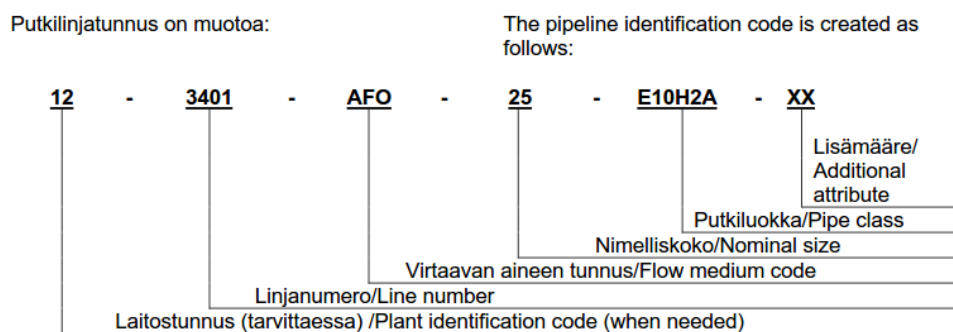 Putkilinjatunnus on muotoa:
The pipeline identification code is created as
follows:
12 - 3401 - AFO - 25 - E10H2A - XX
Lisämääre/
Additional
attribute
Putkiluokka/Pipe class
Nimelliskoko/Nominal size
Virtaavan aineen tunnus/Flow medium code
Linjanumero/Line number
Laitostunnus (tarvittaessa) /Plant identification code (when needed)